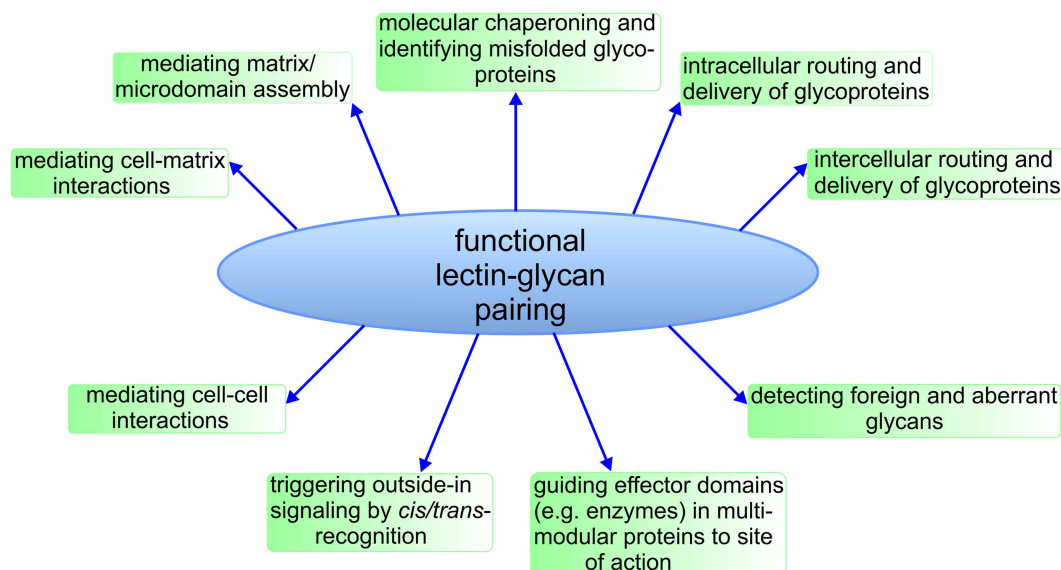 molecular chaperoning and
identifying misfolded glyco-
proteins
mediating matrix/
microdomain assembly
intracellular routing and
delivery of glycoproteins
mediating cell-matrix
interactions
intercellular routing and
delivery of glycoproteins
functional
lectin-glycan
pairing
mediating cell-cell
interactions
detecting foreign and aberrant
glycans
triggering outside-in
signaling by cis/trans-
recognition
guiding effector domains
(e.g. enzymes) in multi-
modular proteins to site
of action